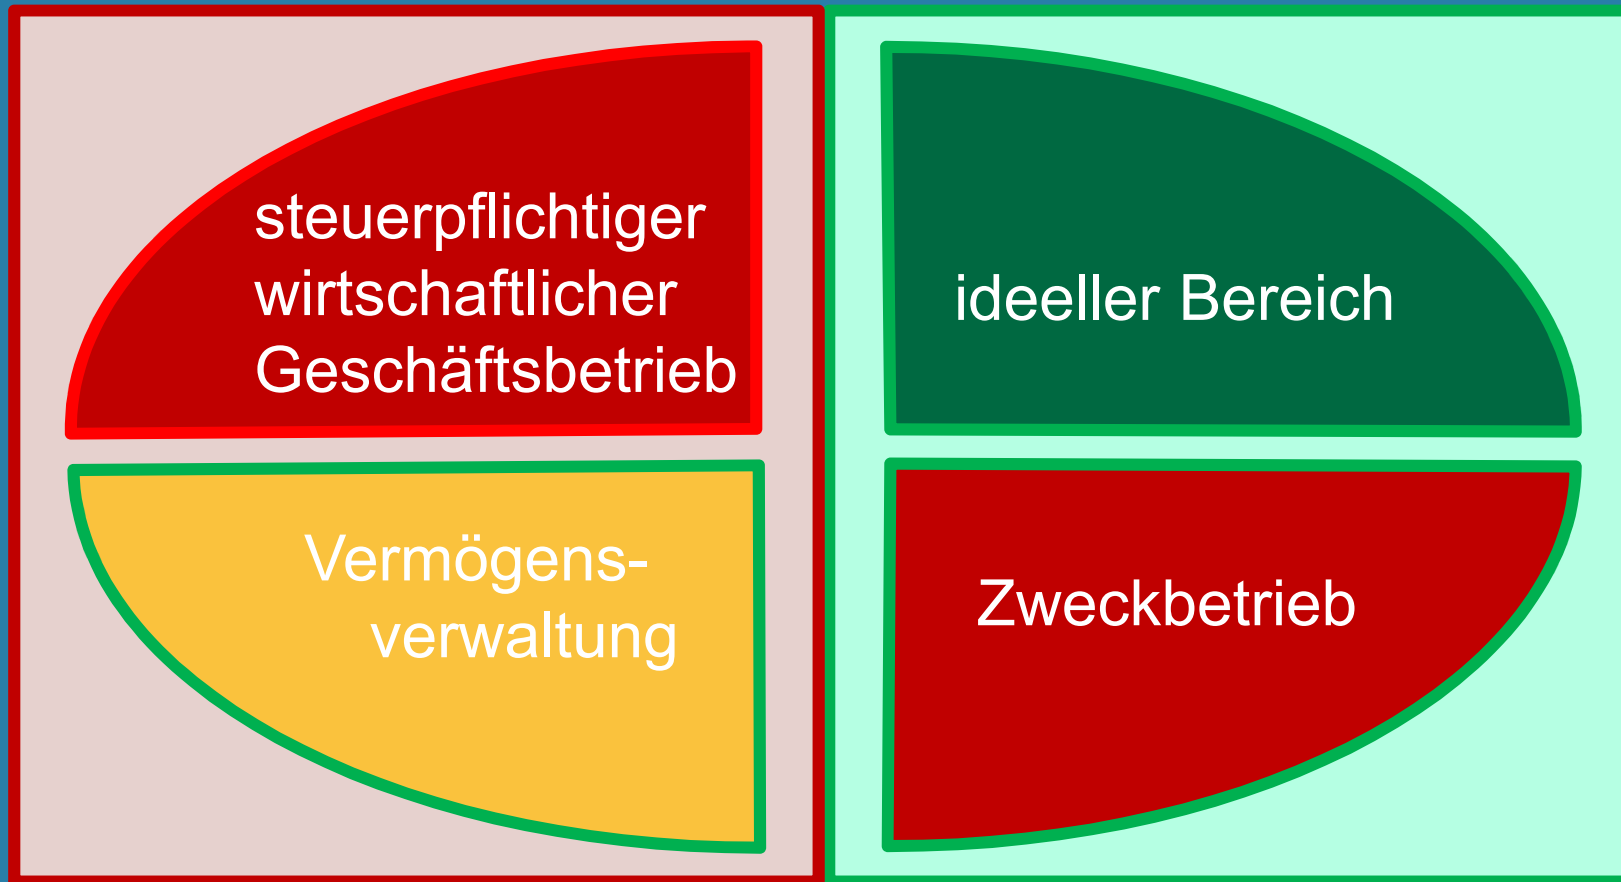 steuerpflichtiger
wirtschaftlicher
Geschäftsbetrieb
ideeller Bereich
Vermögens-
verwaltung
Zweckbetrieb